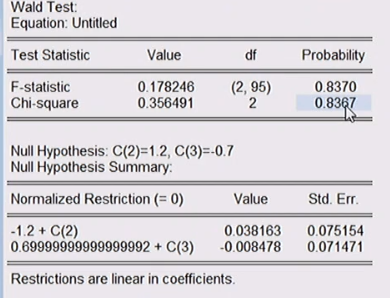 Wald Test:
Equation: Untitled
Test Statistic Value df Probability
F-statistic 0.178246 (2, 95) 0.8370
Chi-square 0.356491 2 0.8367
Null Hypothesis: C(2)=1.2, C(3)=-0.7
Null Hypothesis Summary:
Normalized Restriction (= 0) Value Std. Err.
-1.2 + C(2) 0.038163 0.075154
0.69999999999999992 + C(3) -0.008478 0.071471
Restrictions are linear in coefficients.